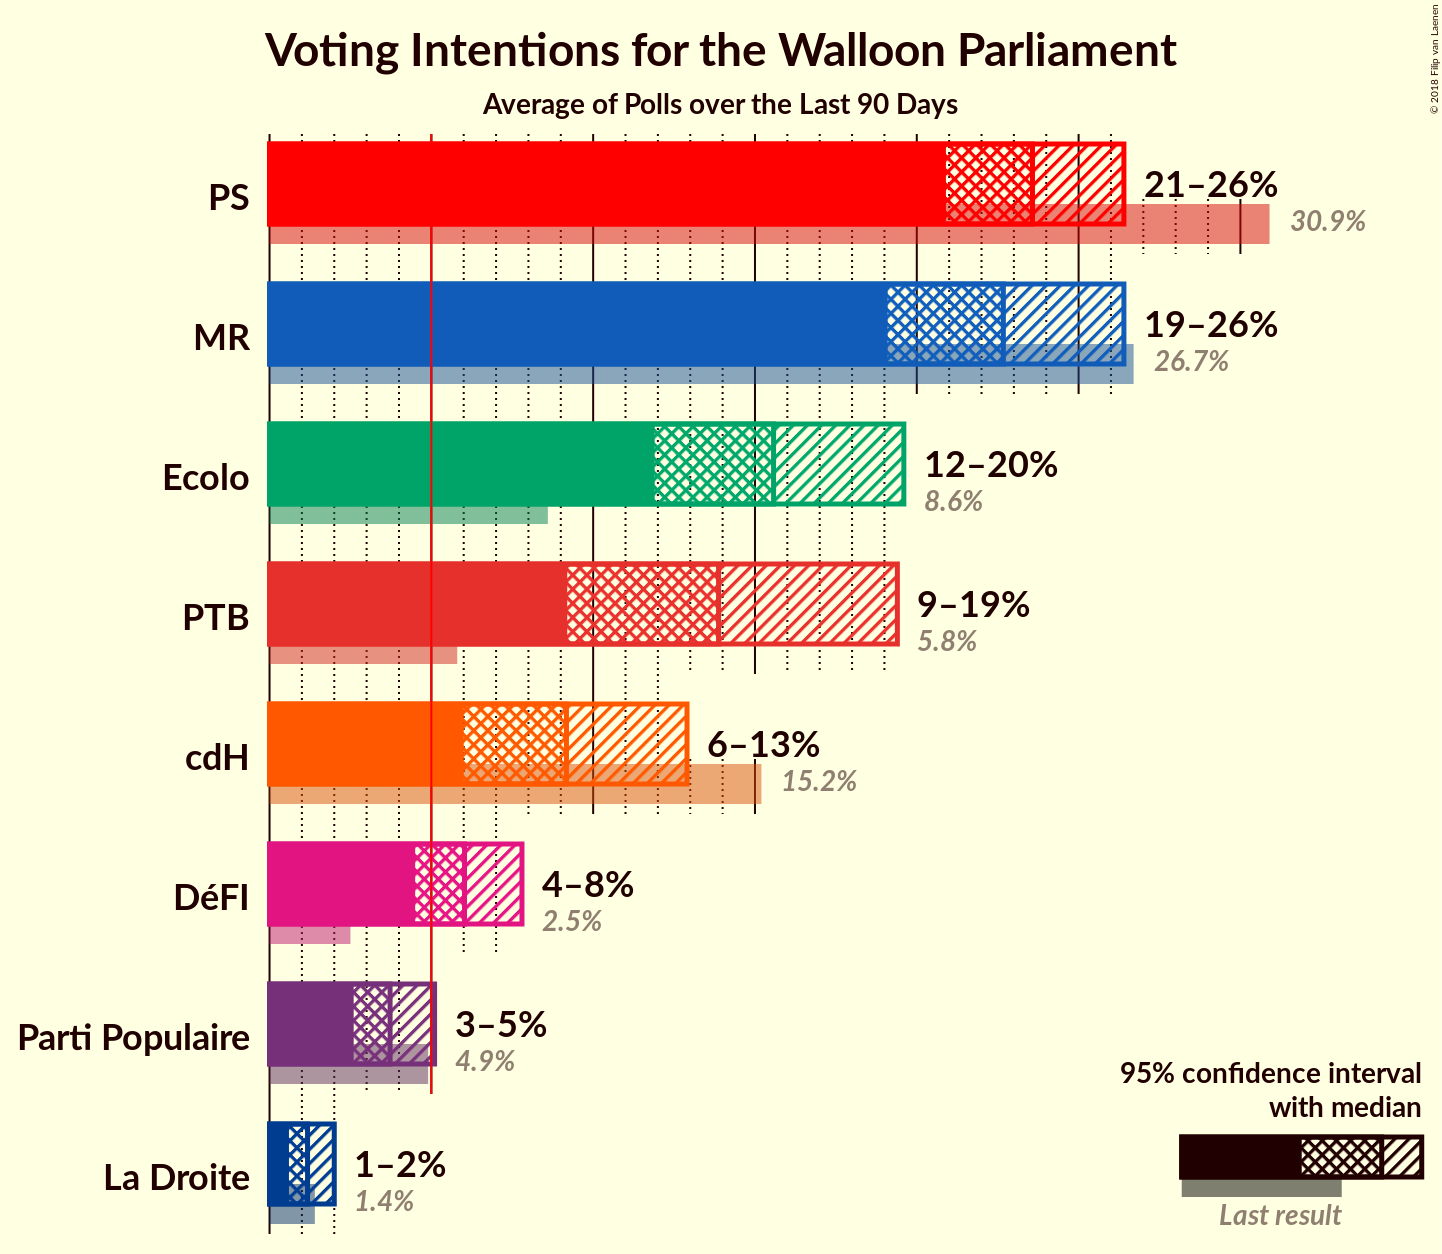 Voting Intentions for the Walloon Parliament
Average of Polls over the Last 90 Days
© 2018 Filip van Laenen
PS
21–26%
30.9%
MR
19–26%
26.7%
Ecolo
12–20%
8.6%
PTB
9–19%
5.8%
cdH
6–13%
15.2%
DéFI
4–8%
2.5%
Parti Populaire
3–5%
4.9%
La Droite
1–2%
1.4%
95% confidence interval
with median
Last result